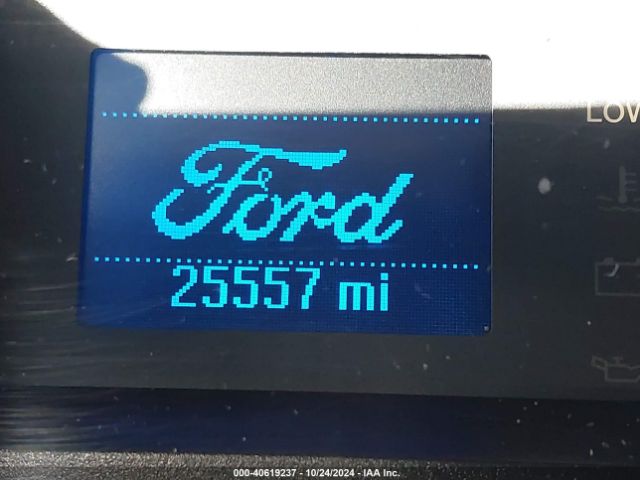 LOW
Ford
25557 mi
000-40619237 - 10/24/2024 - IAA Inc.